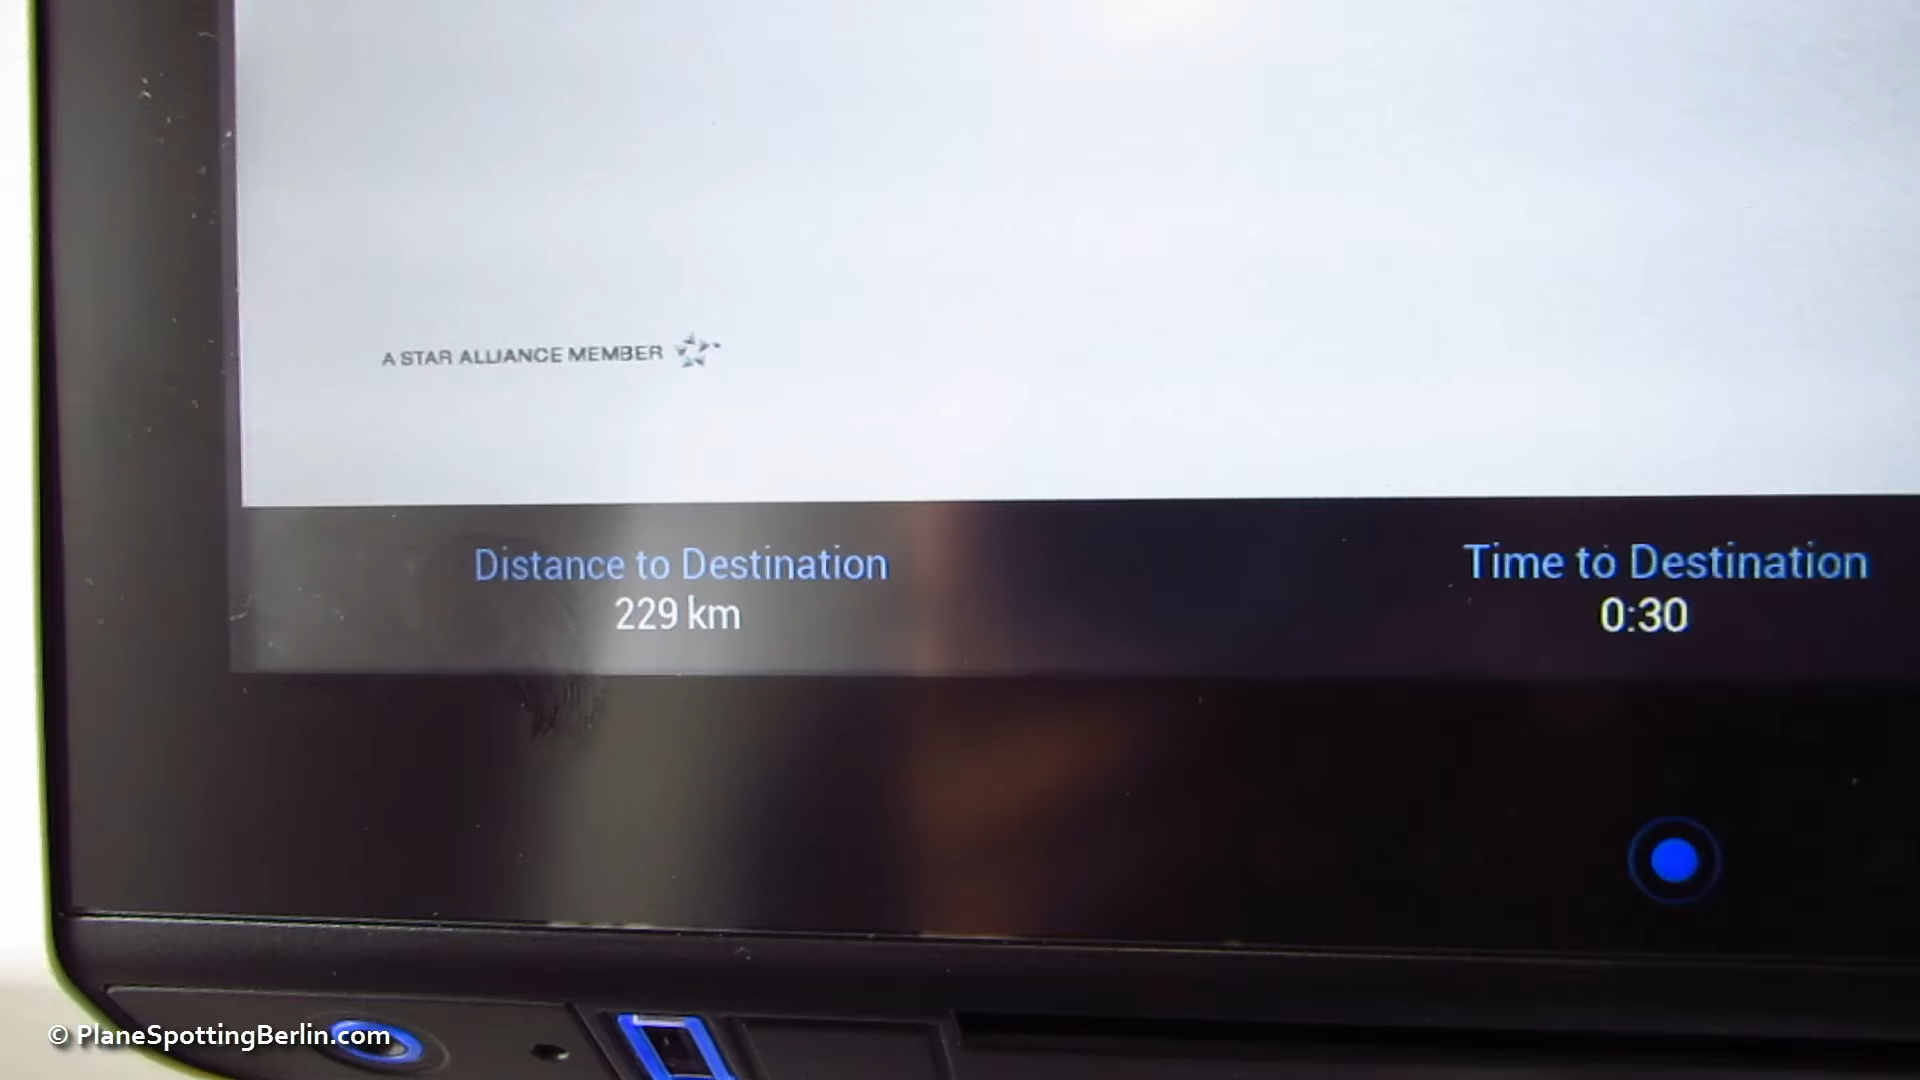 A STAR ALLIANCE MEMBER
Distance to Destination
229 km
Time to Destination
0:30
© PlaneSpottingBerlin.com